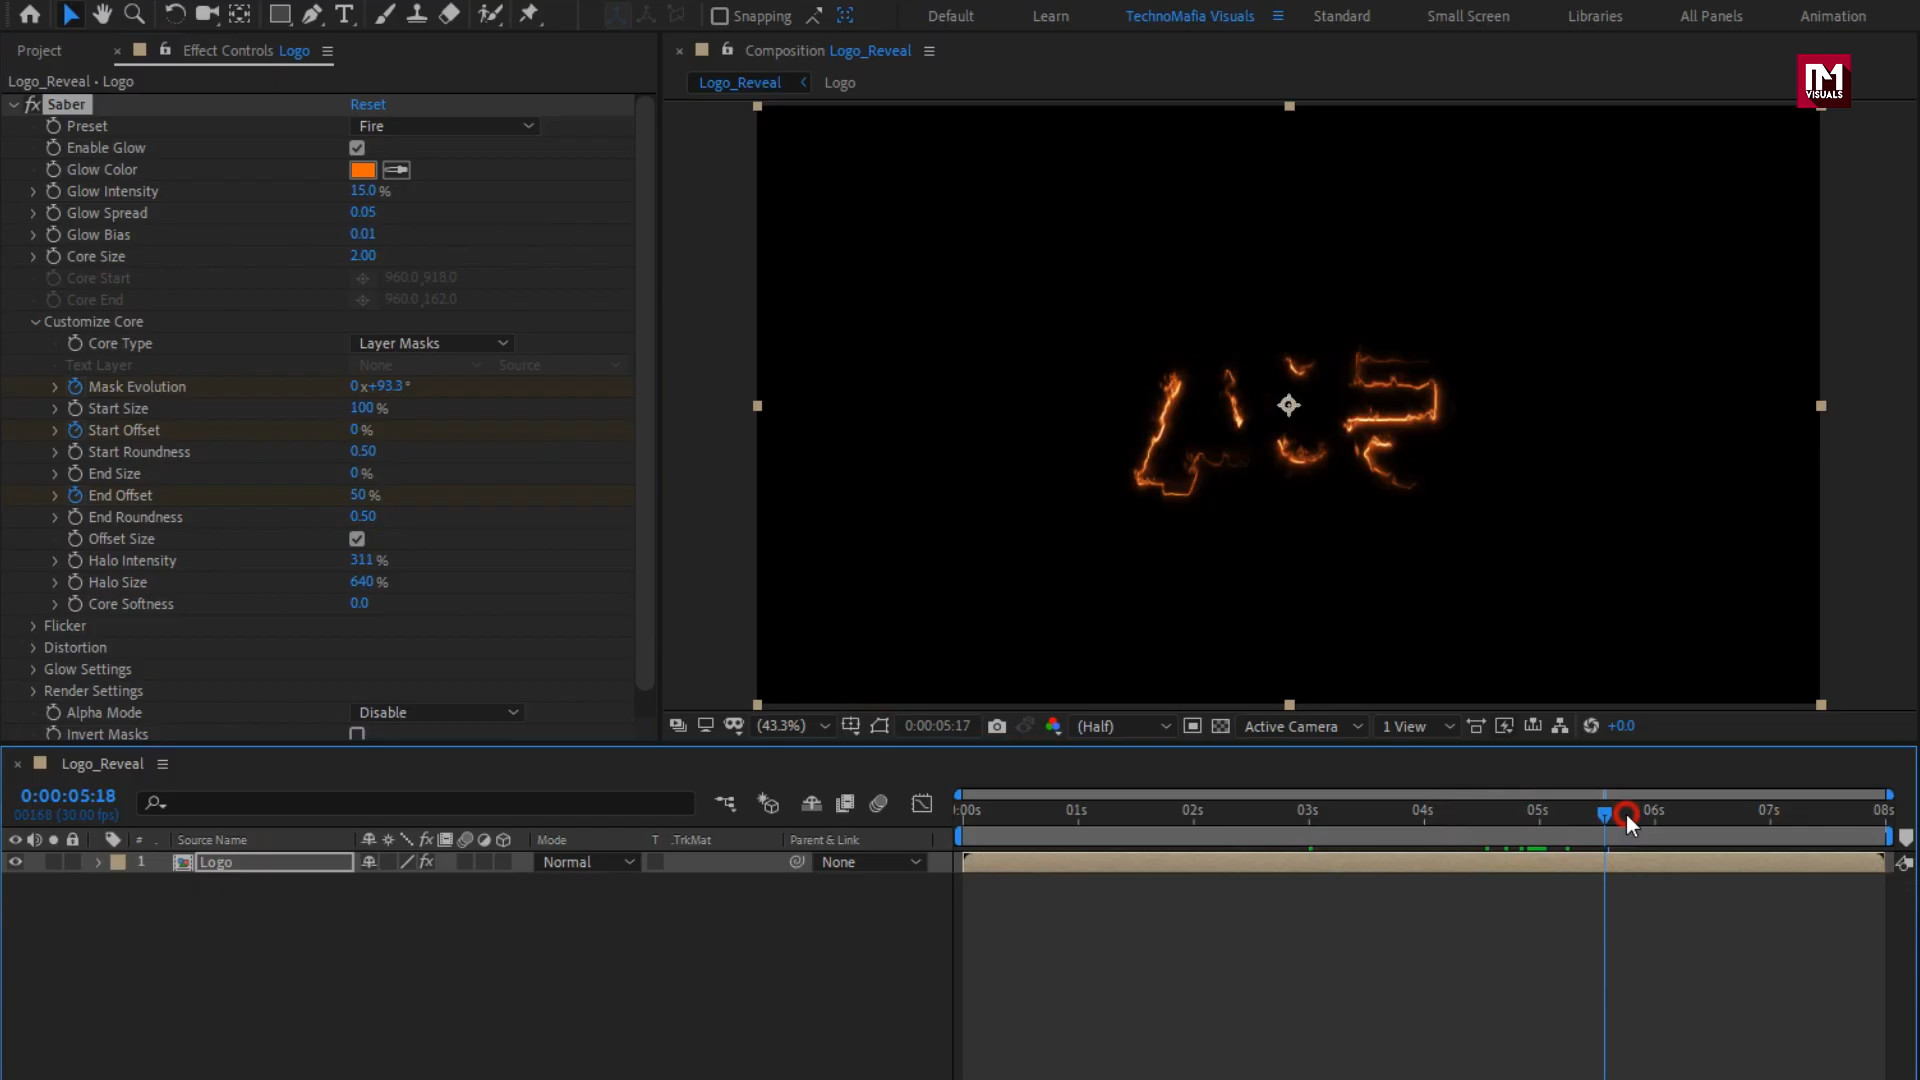 Snapping
Default
Learn
TechnoMafia Visuals
Standard
Small Screen
Libraries
All Panels
Animation
Project
Effect Controls Logo
Composition Logo_Reveal
VISUALS
Logo_Reveal • Logo
Logo_Reveal
Logo
fx Saber
Reset
Preset
Fire
Enable Glow
Glow Color
Glow Intensity
15.0 %
Glow Spread
0.05
Glow Bias
0.01
Core Size
2.00
Core Start
960.0,918.0
Core End
960.0,162.0
Customize Core
Core Type
Layer Masks
Text Layer
None
Source
Mask Evolution
0x+93.3°
Start Size
100 %
Start Offset
0 %
Start Roundness
0.50
End Size
0 %
End Offset
50 %
End Roundness
0.50
Offset Size
Halo Intensity
311 %
Halo Size
640 %
Core Softness
0.0
Flicker
Distortion
Glow Settings
Render Settings
Alpha Mode
Disable
Invert Masks
(43.3%)
0:00:05:17
(Half)
Active Camera
1 View
+0.0
Logo_Reveal
0:00:05:18
00168 (30.00 fps)
:00s
01s
02s
03s
04s
05s
06s
07s
08s
#
Source Name
fx
Mode
T
.TrkMat
Parent & Link
1
Logo
fx
Normal
None